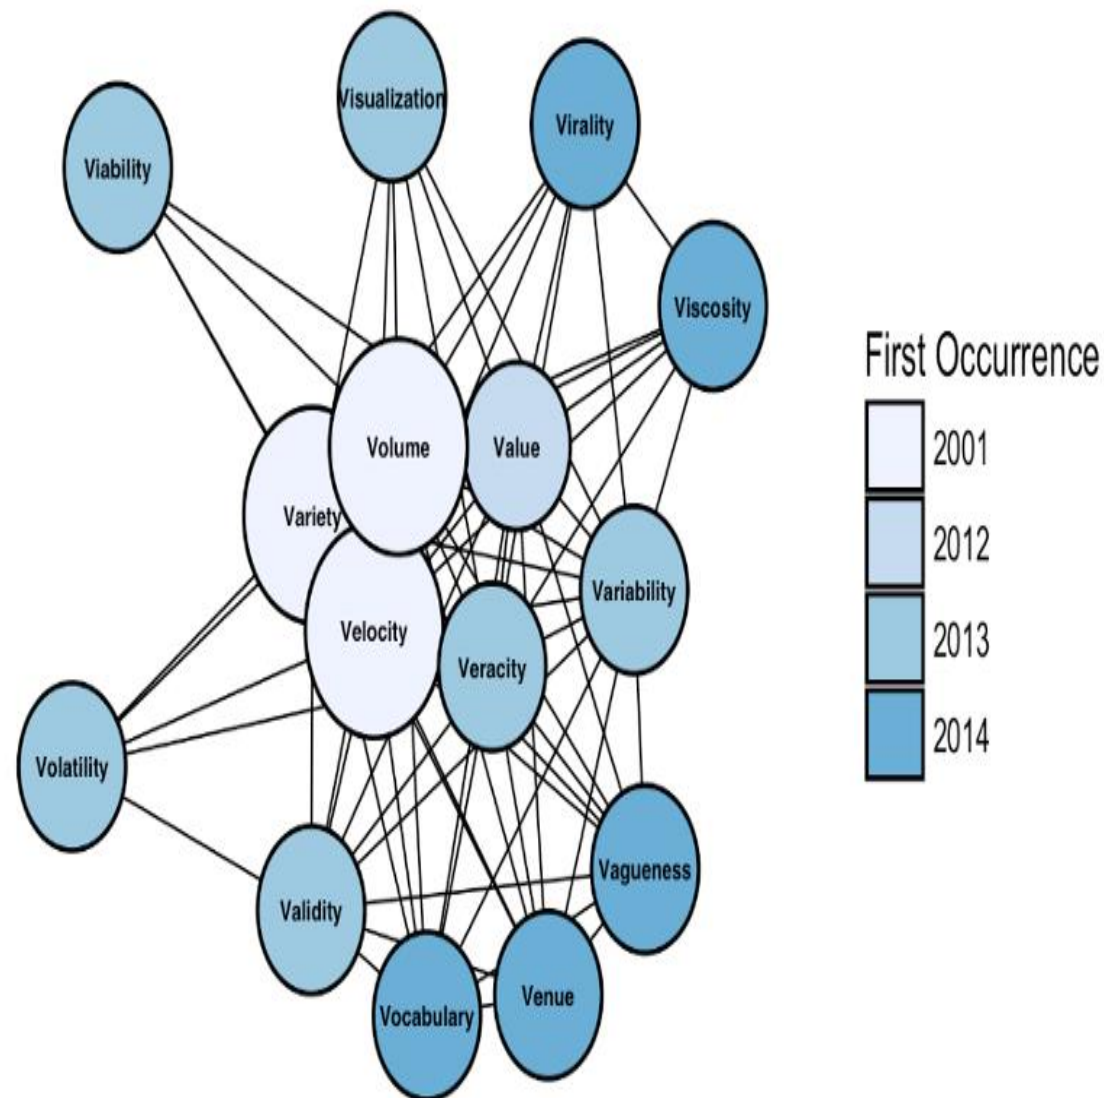 Visualization
Virality
Viability
Viscosity
Volume
Value
Variety
Variability
Velocity
Veracity
Volatility
Vagueness
Validity
Venue
Vocabulary
First Occurrence
2001
2012
2013
2014